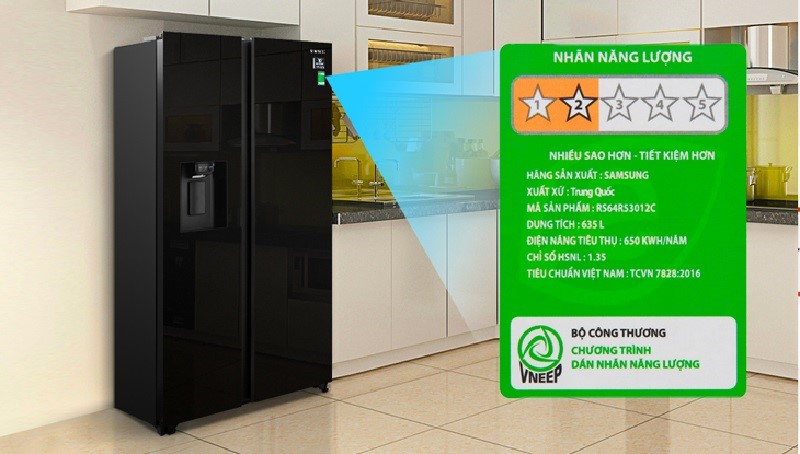 NHÃN NĂNG LƯỢNG
1 2 3 4 5
NHIỀU SAO HƠN - TIẾT KIỆM HƠN
HÃNG SẢN XUẤT : SAMSUNG
XUẤT XỨ : Trung Quốc
MÃ SẢN PHẨM : RS64R53012C
DUNG TÍCH : 635 L
ĐIỆN NĂNG TIÊU THỤ : 650 KWH/NĂM
CHỈ SỐ HSNL : 1.35
TIÊU CHUẨN VIỆT NAM : TCVN 7828:2016
BỘ CÔNG THƯƠNG
CHƯƠNG TRÌNH
DÁN NHÃN NĂNG LƯỢNG
VNEEP